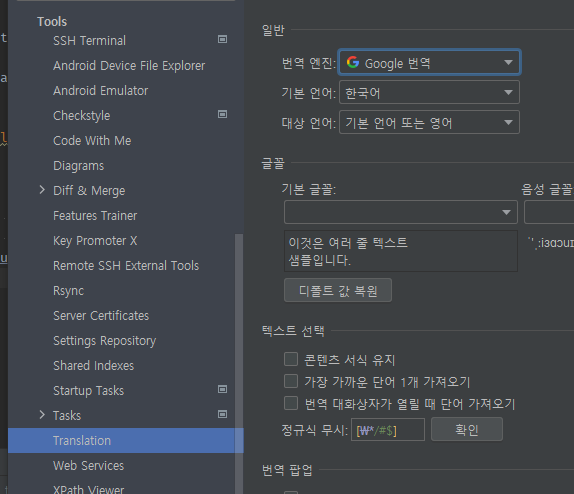 Tools
SSH Terminal
Android Device File Explorer
Android Emulator
Checkstyle
Code With Me
Diagrams
Diff & Merge
Features Trainer
Key Promoter X
Remote SSH External Tools
Rsync
Server Certificates
Settings Repository
Shared Indexes
Startup Tasks
Tasks
Translation
Web Services
XPath Viewer
일반
번역 엔진: Google 번역
기본 언어: 한국어
대상 언어: 기본 언어 또는 영어
글꼴
기본 글꼴: 음성 글꼴
이것은 여러 줄 텍스트
샘플입니다.
디폴트 값 복원
텍스트 선택
콘텐츠 서식 유지
가장 가까운 단어 1개 가져오기
번역 대화상자가 열릴 때 단어 가져오기
정규식 무시: [₩*/#$] 확인
번역 팝업